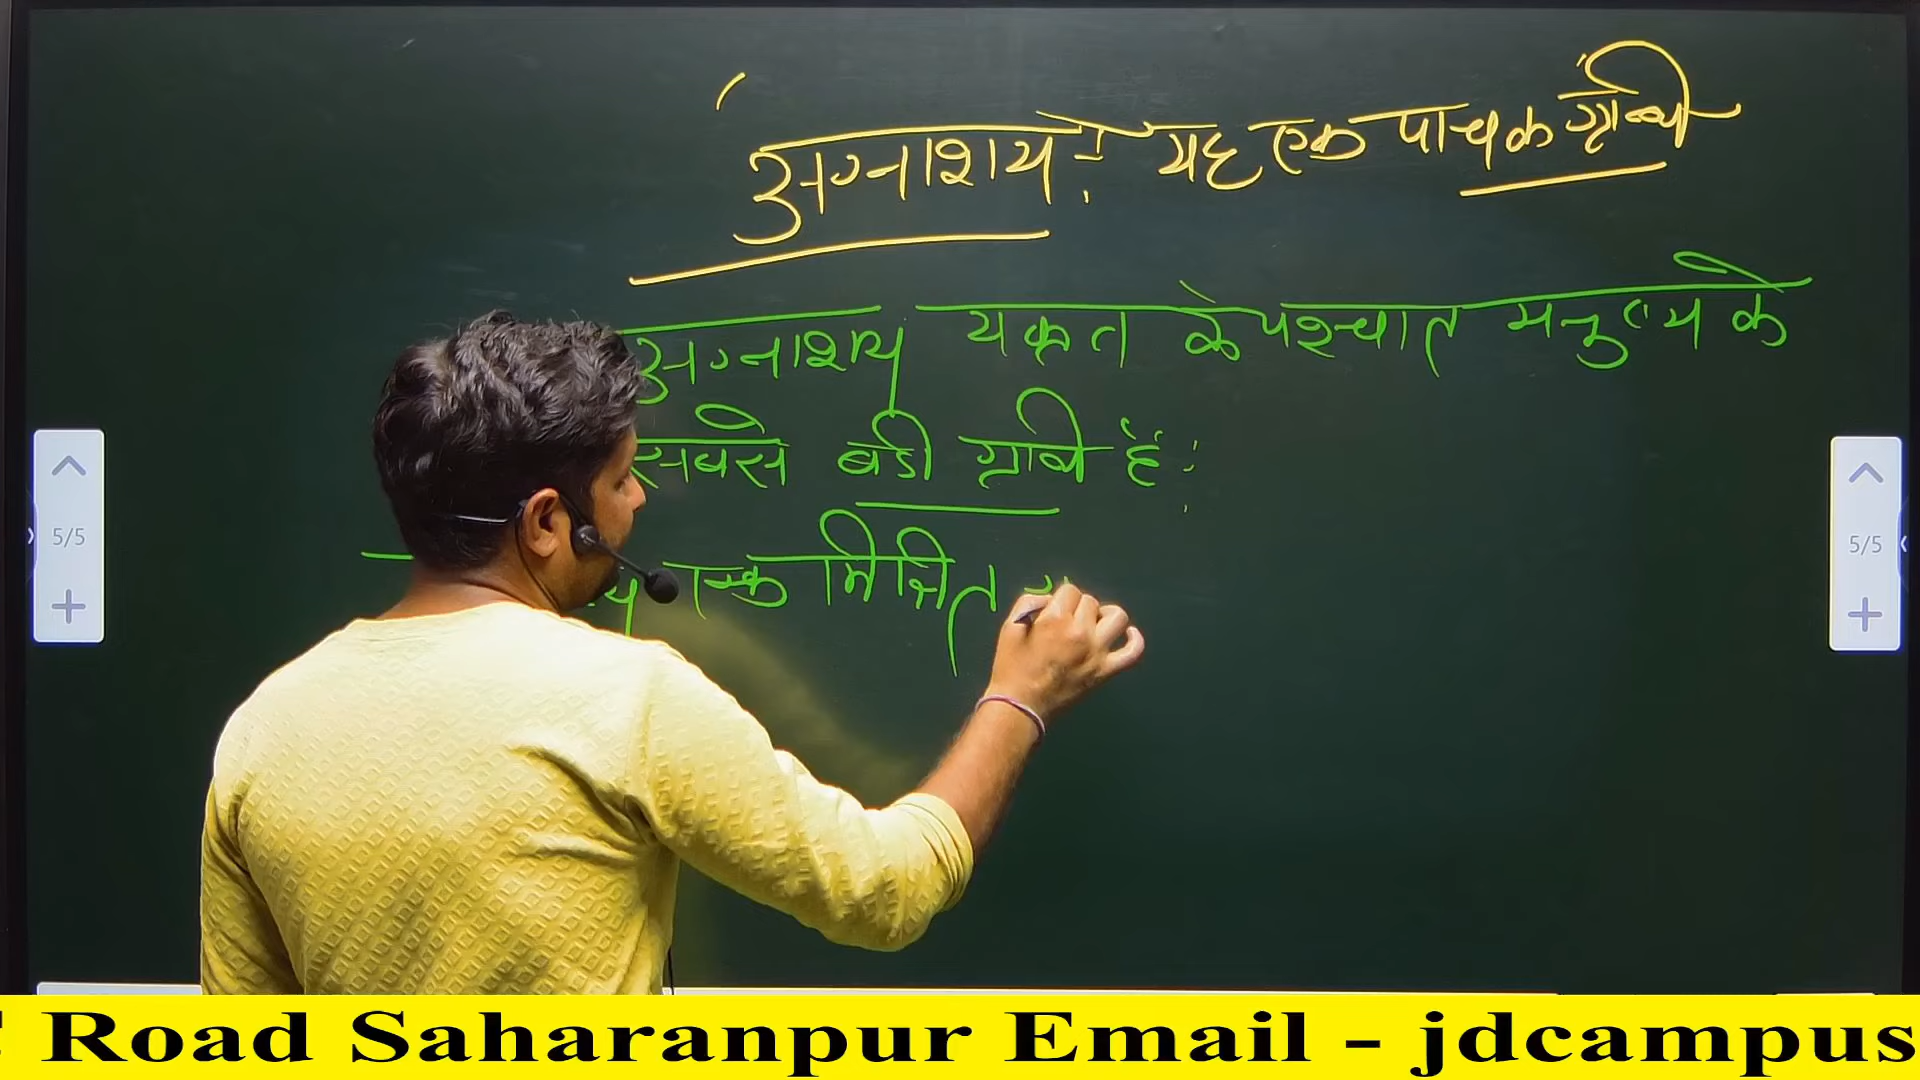 अग्नाशय :- यह एक पाचक ग्रन्थी
अग्नाशय यकृत के पश्चात मनुष्य के
सबसे बडी ग्रन्थी है :
एक मिश्रित
5/5
5/5
Road Saharanpur Email - jdcampus